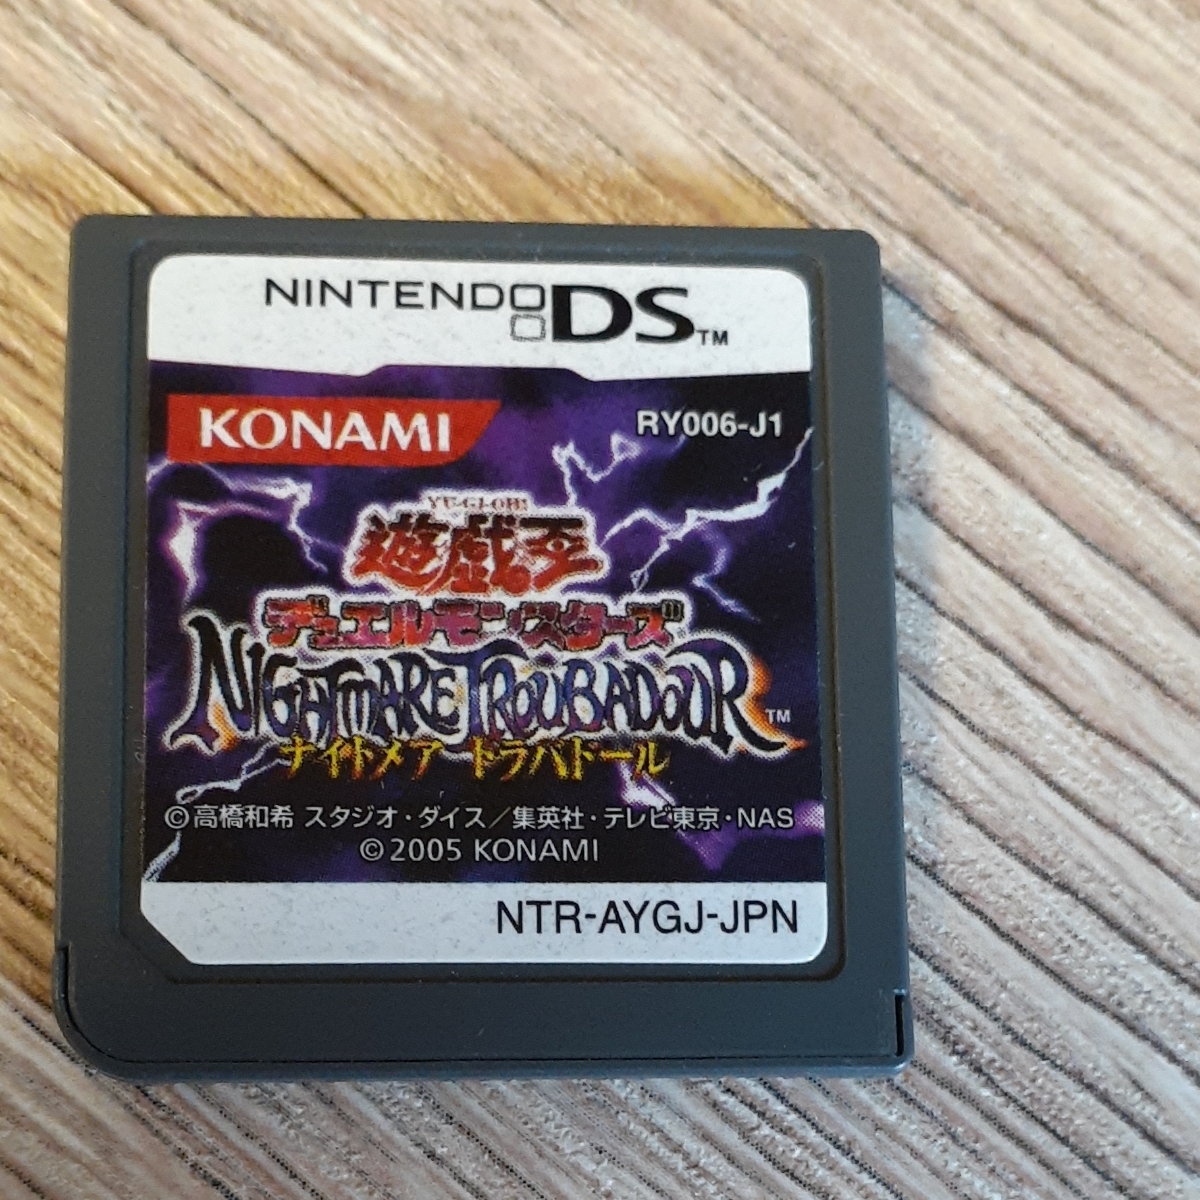 NINTENDO DS™
KONAMI
RY006-J1
YU-GI-OH!
遊戯王
デュエルモンスターズ
NIGHTMARE TROUBADOUR™
ナイトメア トラバドール
©高橋和希 スタジオ・ダイス／集英社・テレビ東京・NAS
©2005 KONAMI
NTR-AYGJ-JPN